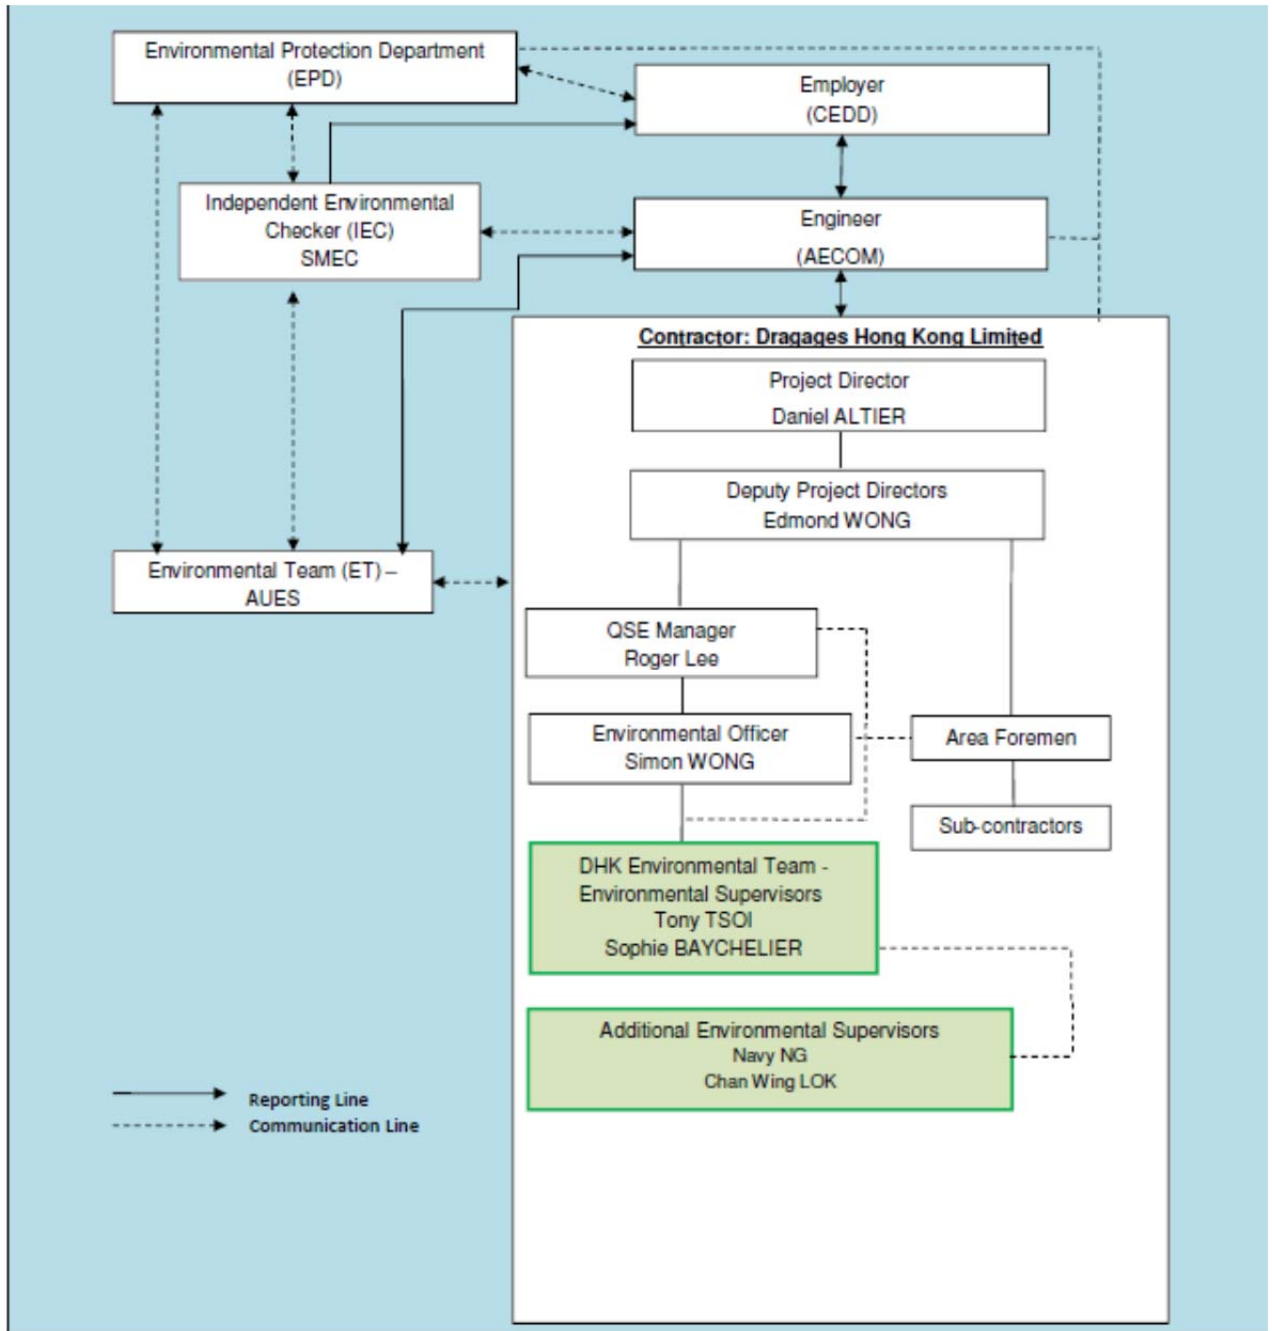 Environmental Protection Department
(EPD)
Employer
(CEDD)
Independent Environmental
Checker (IEC)
SMEC
Engineer
(AECOM)
Contractor: Dragages Hong Kong Limited
Project Director
Daniel ALTIER
Deputy Project Directors
Edmond WONG
Environmental Team (ET) –
AUES
QSE Manager
Roger Lee
Environmental Officer
Simon WONG
Area Foremen
Sub-contractors
DHK Environmental Team -
Environmental Supervisors
Tony TSOI
Sophie BAYCHELIER
Additional Environmental Supervisors
Navy NG
Chan Wing LOK
Reporting Line
Communication Line